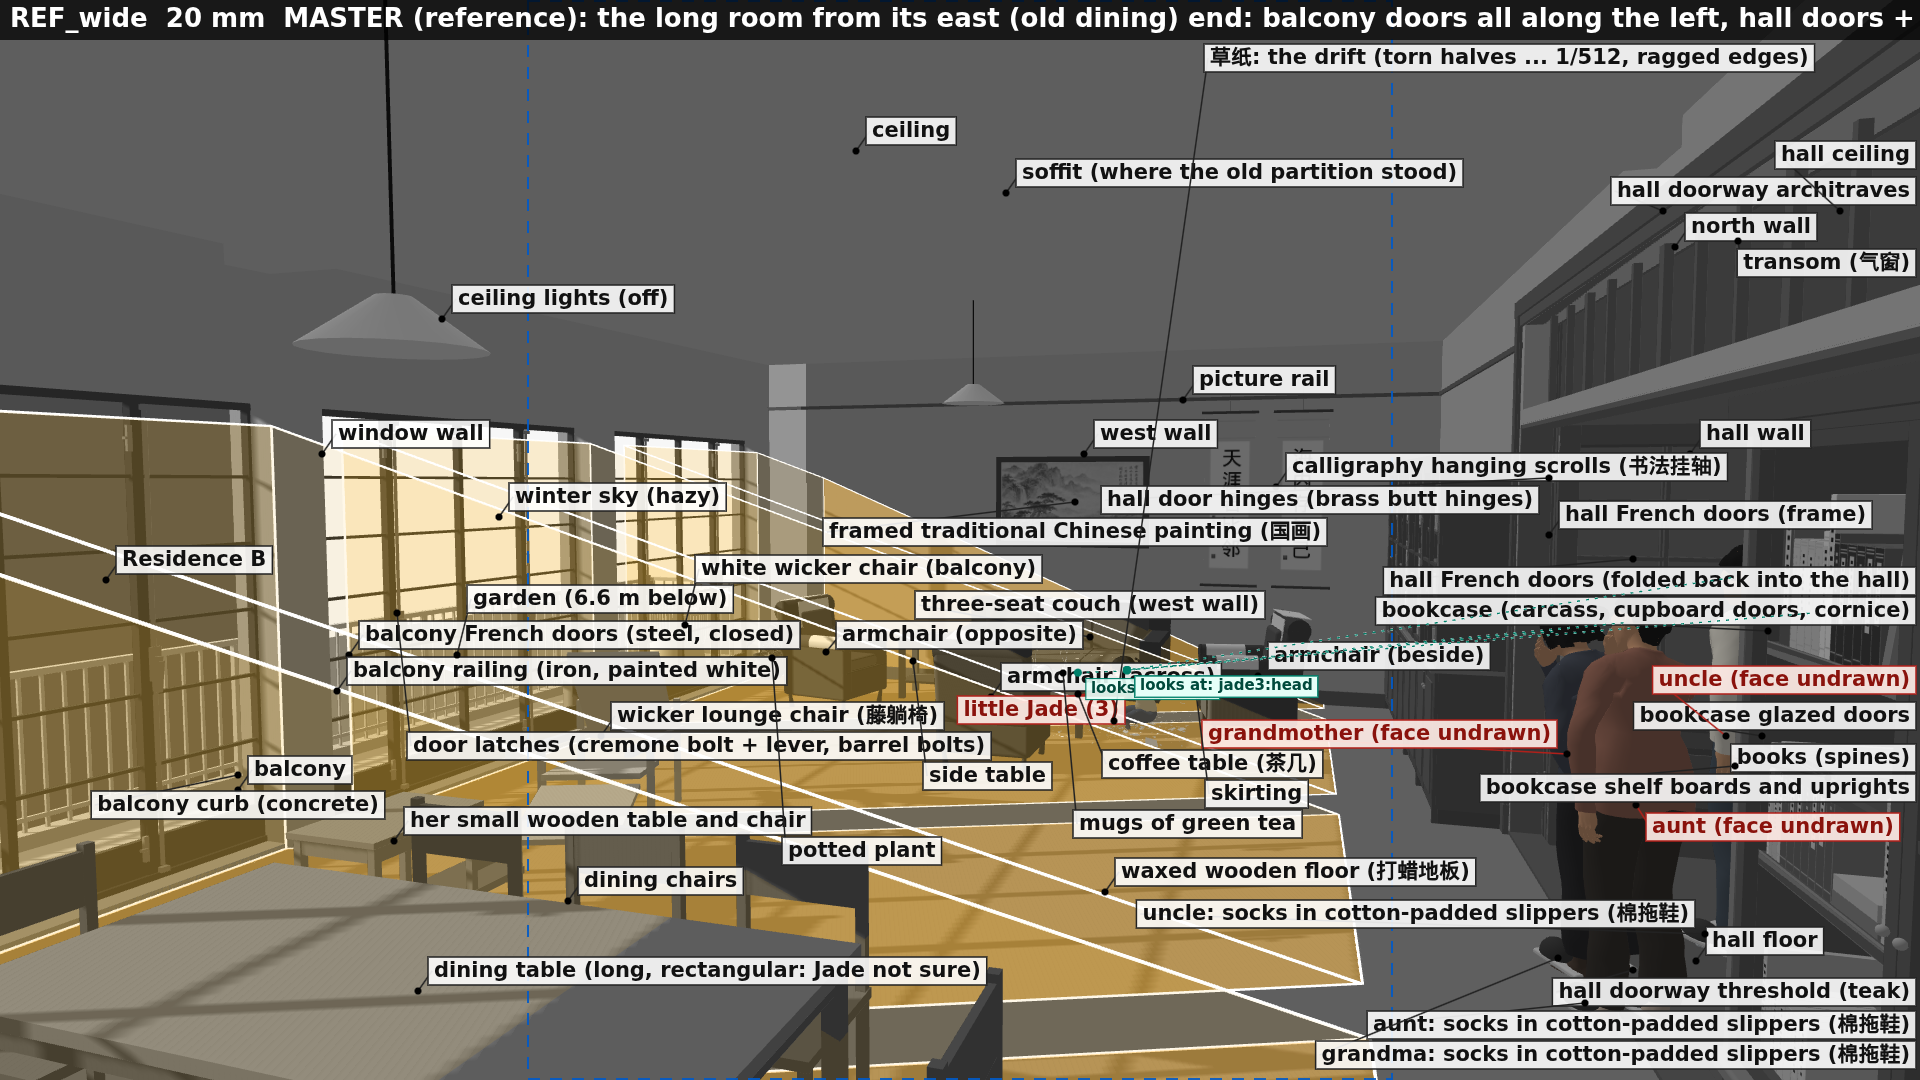 REF_wide 20 mm MASTER (reference): the long room from its east (old dining) end: balcony doors all along the left, hall doors +
草纸: the drift (torn halves ... 1/512, ragged edges)
ceiling
hall ceiling
soffit (where the old partition stood)
hall doorway architraves
north wall
transom (气窗)
ceiling lights (off)
picture rail
window wall
west wall
hall wall
天涯
calligraphy hanging scrolls (书法挂轴)
winter sky (hazy)
hall door hinges (brass butt hinges)
hall French doors (frame)
framed traditional Chinese painting (国画)
邻
己
Residence B
white wicker chair (balcony)
hall French doors (folded back into the hall)
garden (6.6 m below)
three-seat couch (west wall)
bookcase (carcass, cupboard doors, cornice)
balcony French doors (steel, closed)
armchair (opposite)
armchair (beside)
balcony railing (iron, painted white)
armchair (across)
looks
looks at: jade3:head
uncle (face undrawn)
little Jade (3)
wicker lounge chair (藤躺椅)
bookcase glazed doors
grandmother (face undrawn)
door latches (cremone bolt + lever, barrel bolts)
books (spines)
balcony
side table
coffee table (茶几)
bookcase shelf boards and uprights
balcony curb (concrete)
skirting
her small wooden table and chair
mugs of green tea
aunt (face undrawn)
potted plant
dining chairs
waxed wooden floor (打蜡地板)
uncle: socks in cotton-padded slippers (棉拖鞋)
hall floor
dining table (long, rectangular: Jade not sure)
hall doorway threshold (teak)
aunt: socks in cotton-padded slippers (棉拖鞋)
grandma: socks in cotton-padded slippers (棉拖鞋)